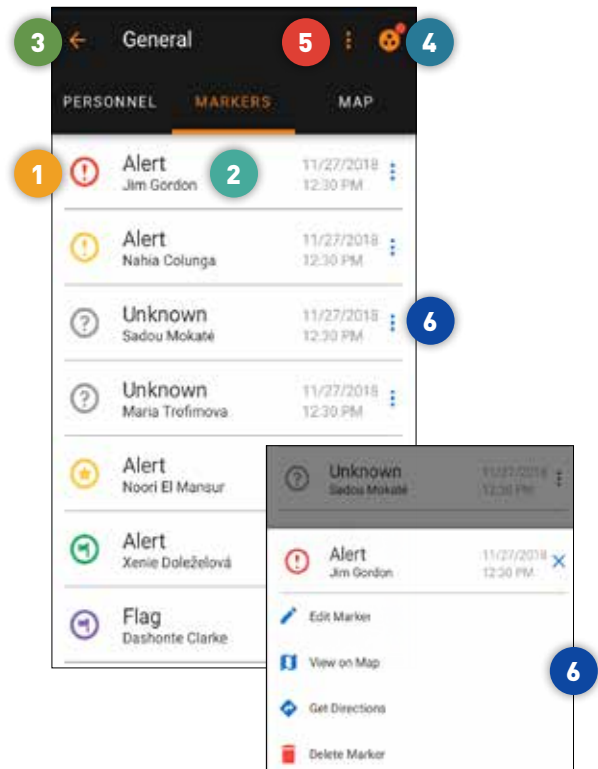 3
General
5
4
PERSONNEL MARKERS MAP
1
Alert
Jim Gordon
2
11/27/2018
12:30 PM
Alert
Nahia Colunga
11/27/2018
12:30 PM
Unknown
Sadou Mokaté
11/27/2018
12:30 PM
6
Unknown
Maria Trofimova
11/27/2018
12:30 PM
Alert
Noori El Mansur
Alert
Xenie Doleželová
Flag
Dashonte Clarke
Unknown
Sadou Mokaté
11/27/2018
12:30 PM
Alert
Jim Gordon
11/27/2018
12:30 PM
Edit Marker
View on Map
6
Get Directions
Delete Marker